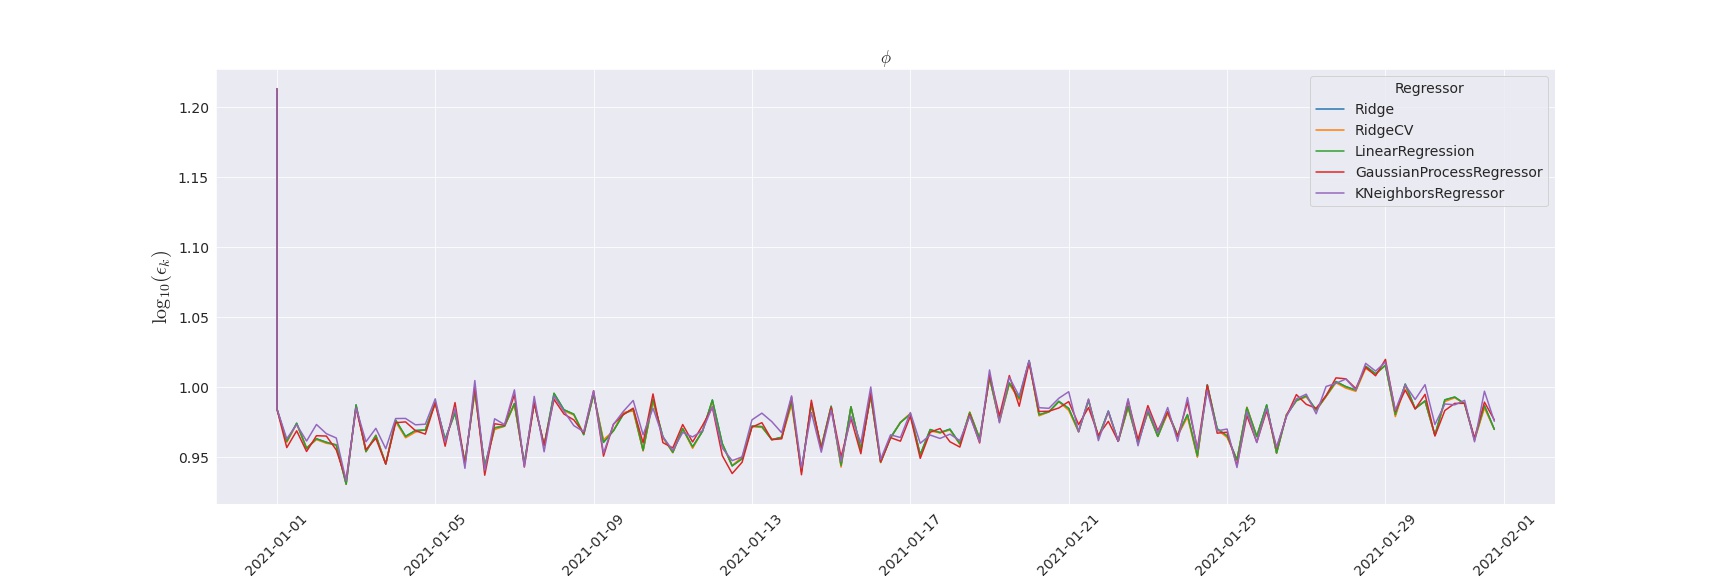 ϕ
log₁₀(ϵₖ)
1.20
1.15
1.10
1.05
1.00
0.95
Regressor
Ridge
RidgeCV
LinearRegression
GaussianProcessRegressor
KNeighborsRegressor
2021-01-01
2021-01-05
2021-01-09
2021-01-13
2021-01-17
2021-01-21
2021-01-25
2021-01-29
2021-02-01